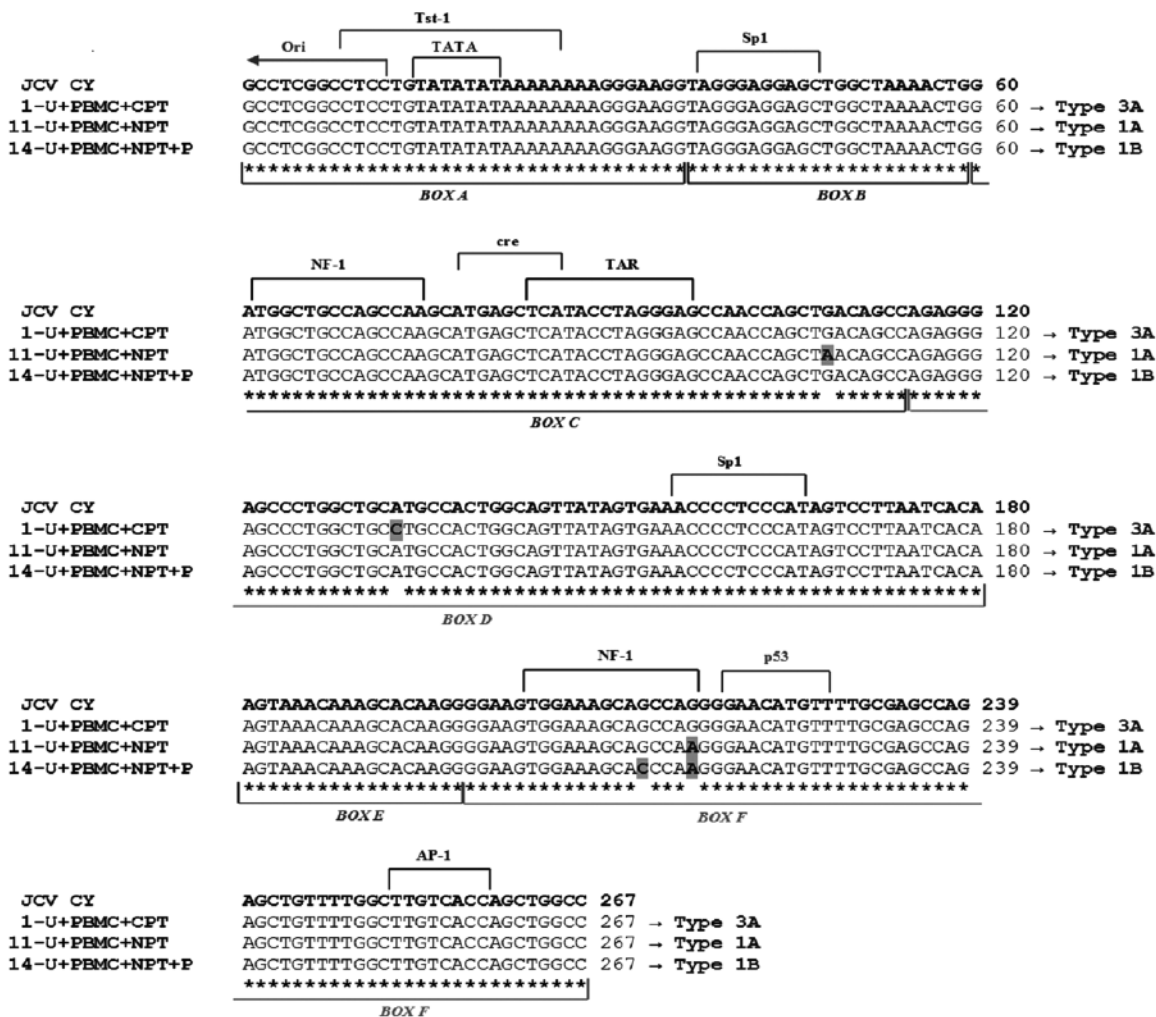 Tst-1
Ori TATA Sp1
JCV CY GCCTCGGCCTCCTGTATATATAAAAAAAAGGGAAGGTAGGGAGGAGCTGGCTAAAACTGG 60
1-U+PBMC+CPT GCCTCGGCCTCCTGTATATATAAAAAAAAGGGAAGGTAGGGAGGAGCTGGCTAAAACTGG 60 → Type 3A
11-U+PBMC+NPT GCCTCGGCCTCCTGTATATATAAAAAAAAGGGAAGGTAGGGAGGAGCTGGCTAAAACTGG 60 → Type 1A
14-U+PBMC+NPT+P GCCTCGGCCTCCTGTATATATAAAAAAAAGGGAAGGTAGGGAGGAGCTGGCTAAAACTGG 60 → Type 1B
************************************************************
BOX A BOX B
cre
NF-1 TAR
JCV CY ATGGCTGCCAGCCAAGCATGAGCTCATACCTAGGGAGCCAACCAGCTGACAGCCAGAGGG 120
1-U+PBMC+CPT ATGGCTGCCAGCCAAGCATGAGCTCATACCTAGGGAGCCAACCAGCTGACAGCCAGAGGG 120 → Type 3A
11-U+PBMC+NPT ATGGCTGCCAGCCAAGCATGAGCTCATACCTAGGGAGCCAACCAGCTAACAGCCAGAGGG 120 → Type 1A
14-U+PBMC+NPT+P ATGGCTGCCAGCCAAGCATGAGCTCATACCTAGGGAGCCAACCAGCTGACAGCCAGAGGG 120 → Type 1B
*********************************************** ************
BOX C
Sp1
JCV CY AGCCCTGGCTGCATGCCACTGGCAGTTATAGTGAAACCCCTCCCATAGTCCTTAATCACA 180
1-U+PBMC+CPT AGCCCTGGCTGCCTGCCACTGGCAGTTATAGTGAAACCCCTCCCATAGTCCTTAATCACA 180 → Type 3A
11-U+PBMC+NPT AGCCCTGGCTGCATGCCACTGGCAGTTATAGTGAAACCCCTCCCATAGTCCTTAATCACA 180 → Type 1A
14-U+PBMC+NPT+P AGCCCTGGCTGCATGCCACTGGCAGTTATAGTGAAACCCCTCCCATAGTCCTTAATCACA 180 → Type 1B
************ ***********************************************
BOX D
NF-1 p53
JCV CY AGTAAACAAAGCACAAGGGGAAGTGGAAAGCAGCCAGGGGAACATGTTTTGCGAGCCAG 239
1-U+PBMC+CPT AGTAAACAAAGCACAAGGGGAAGTGGAAAGCAGCCAGGGGAACATGTTTTGCGAGCCAG 239 → Type 3A
11-U+PBMC+NPT AGTAAACAAAGCACAAGGGGAAGTGGAAAGCAGCCAAGGGAACATGTTTTGCGAGCCAG 239 → Type 1A
14-U+PBMC+NPT+P AGTAAACAAAGCACAAGGGGAAGTGGAAAGCACCCAAGGGAACATGTTTTGCGAGCCAG 239 → Type 1B
******************************** *** **********************
BOX E BOX F
AP-1
JCV CY AGCTGTTTTGGCTTGTCACCAGCTGGCC 267
1-U+PBMC+CPT AGCTGTTTTGGCTTGTCACCAGCTGGCC 267 → Type 3A
11-U+PBMC+NPT AGCTGTTTTGGCTTGTCACCAGCTGGCC 267 → Type 1A
14-U+PBMC+NPT+P AGCTGTTTTGGCTTGTCACCAGCTGGCC 267 → Type 1B
****************************
BOX F